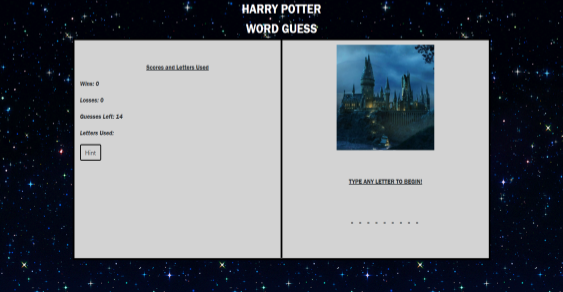 HARRY POTTER
WORD GUESS
Scores and Letters Used
Wins: 0
Losses: 0
Guesses Left: 14
Letters Used:
Hint
TYPE ANY LETTER TO BEGIN!
- - - - - - - - -